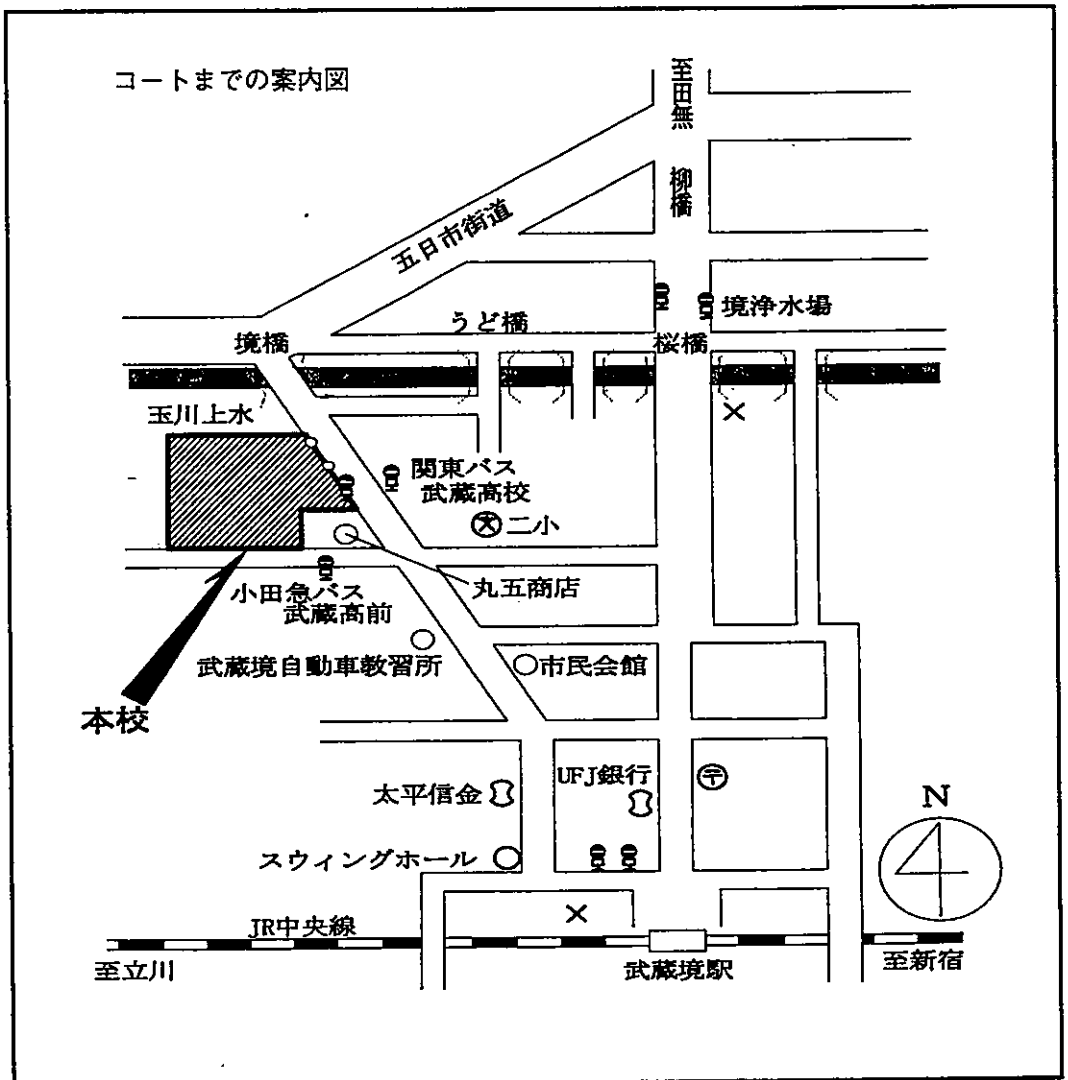 コートまでの案内図
至田無
柳橋
五日市街道
うど橋
境浄水場
境橋
桜橋
玉川上水
関東バス
武蔵高校
文二小
丸五商店
小田急バス
武蔵高前
武蔵境自動車教習所
市民会館
本校
UFJ銀行
〒
太平信金
N
スウィングホール
JR中央線
至立川
武蔵境駅
至新宿